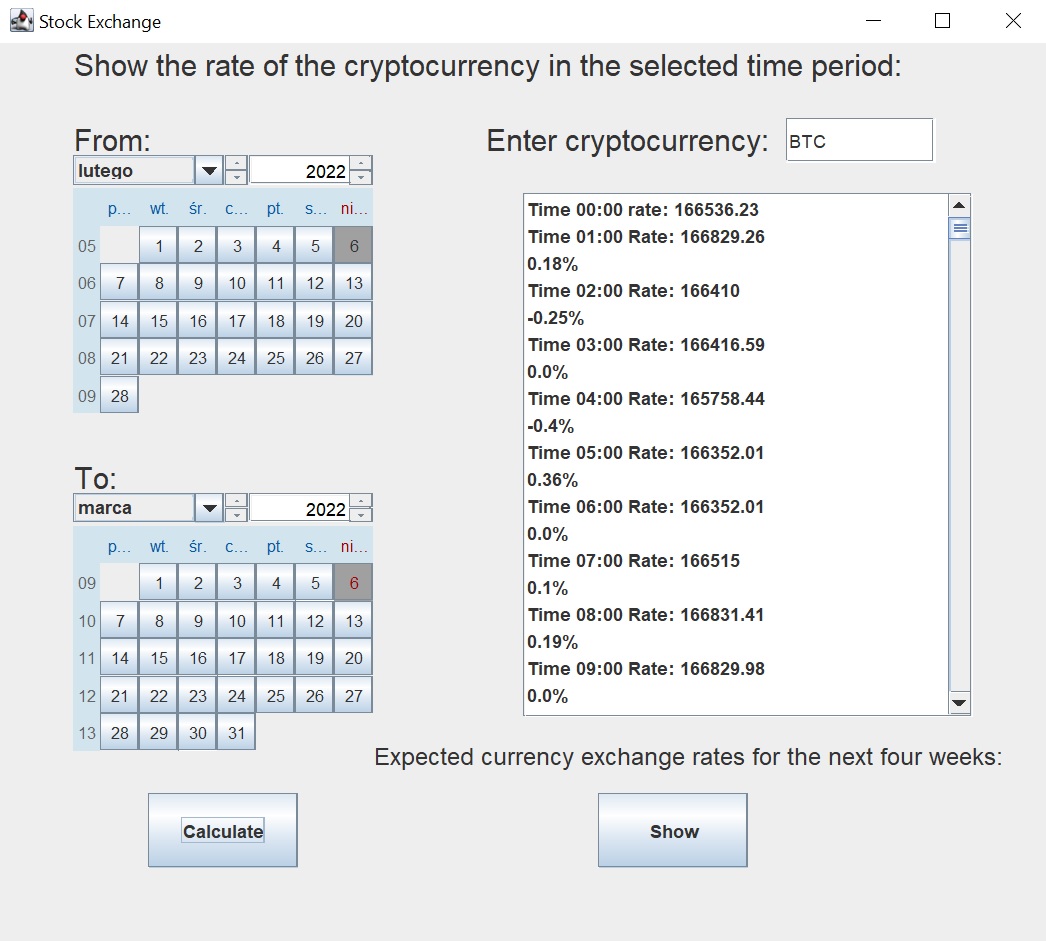 Stock Exchange
Show the rate of the cryptocurrency in the selected time period:
From:
lutego 2022
p... wt. śr. c... pt. s... ni...
05 1 2 3 4 5 6
06 7 8 9 10 11 12 13
07 14 15 16 17 18 19 20
08 21 22 23 24 25 26 27
09 28
To:
marca 2022
p... wt. śr. c... pt. s... ni...
09 1 2 3 4 5 6
10 7 8 9 10 11 12 13
11 14 15 16 17 18 19 20
12 21 22 23 24 25 26 27
13 28 29 30 31
Enter cryptocurrency: BTC
Time 00:00 rate: 166536.23
Time 01:00 Rate: 166829.26
0.18%
Time 02:00 Rate: 166410
-0.25%
Time 03:00 Rate: 166416.59
0.0%
Time 04:00 Rate: 165758.44
-0.4%
Time 05:00 Rate: 166352.01
0.36%
Time 06:00 Rate: 166352.01
0.0%
Time 07:00 Rate: 166515
0.1%
Time 08:00 Rate: 166831.41
0.19%
Time 09:00 Rate: 166829.98
0.0%
Expected currency exchange rates for the next four weeks:
Calculate
Show